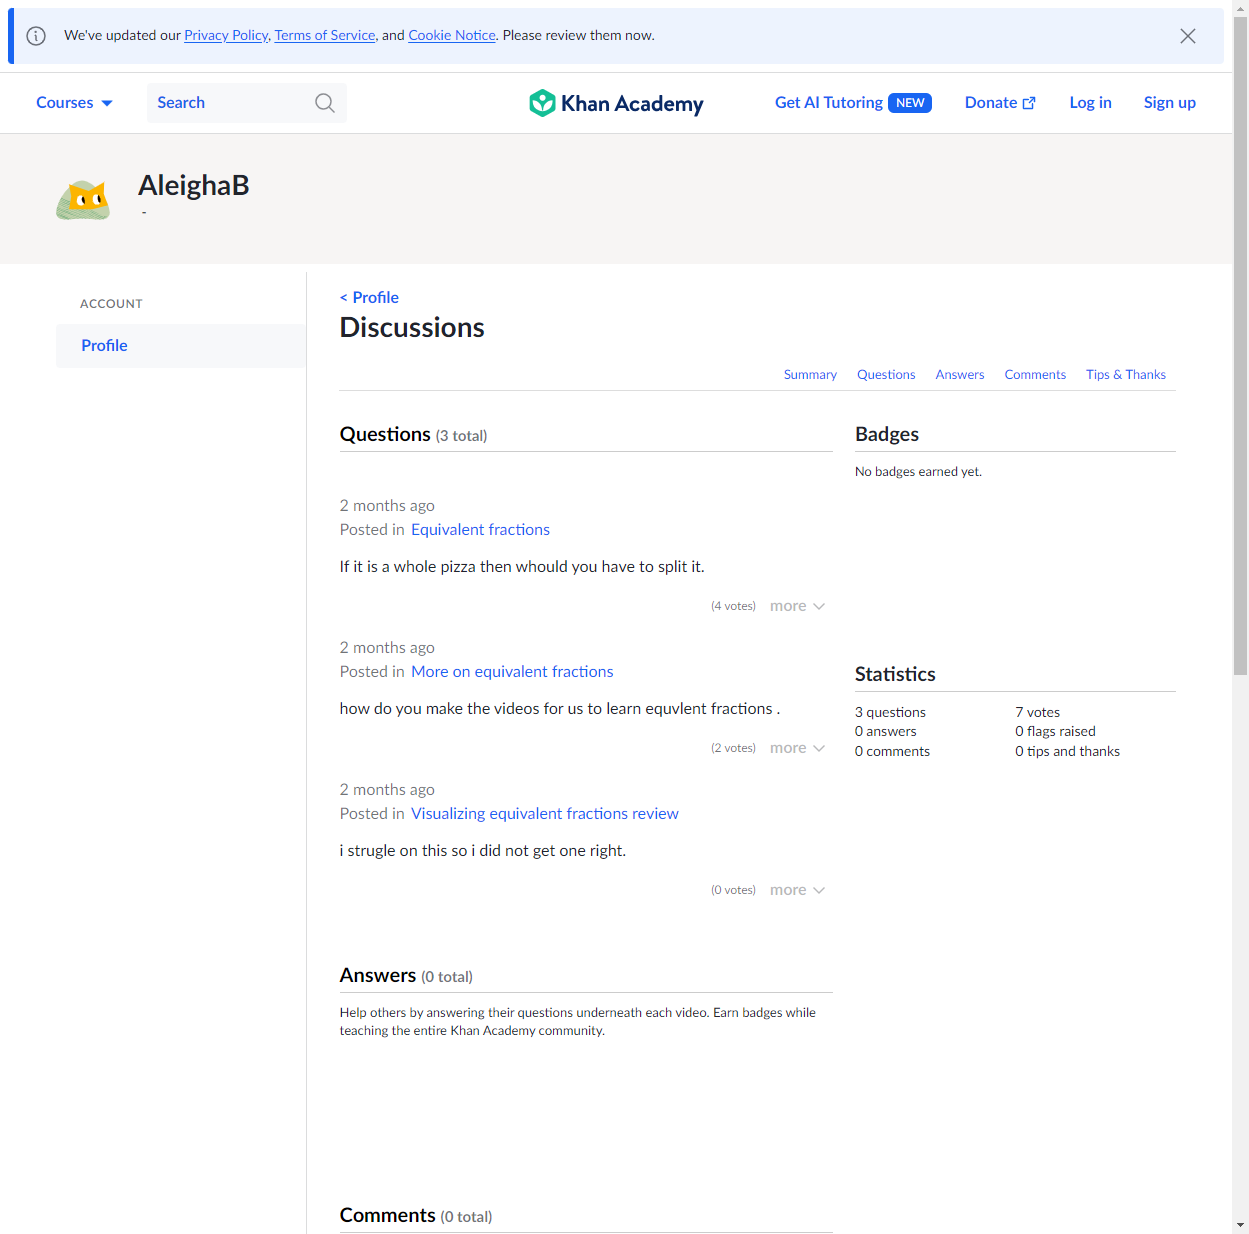 We've updated our Privacy Policy, Terms of Service, and Cookie Notice. Please review them now.
Courses
Search
Khan Academy
Get AI Tutoring NEW
Donate
Log in
Sign up
AleighaB
-
ACCOUNT
Profile
< Profile
Discussions
Summary
Questions
Answers
Comments
Tips & Thanks
Questions (3 total)
2 months ago
Posted in Equivalent fractions
If it is a whole pizza then whould you have to split it.
(4 votes) more
2 months ago
Posted in More on equivalent fractions
how do you make the videos for us to learn equvlent fractions .
(2 votes) more
2 months ago
Posted in Visualizing equivalent fractions review
i strugle on this so i did not get one right.
(0 votes) more
Answers (0 total)
Help others by answering their questions underneath each video. Earn badges while
teaching the entire Khan Academy community.
Comments (0 total)
Badges
No badges earned yet.
Statistics
3 questions
0 answers
0 comments
7 votes
0 flags raised
0 tips and thanks